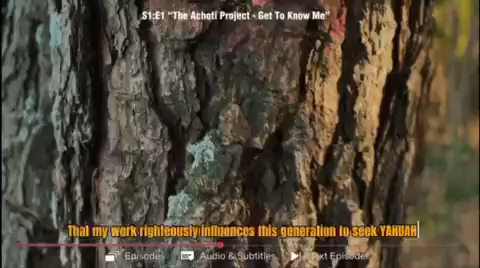 S1:E1 “The Achoti Project - Get To Know Me”
That my work righteously influences this generation to seek YAHUAH
Episodes Audio & Subtitles Next Episode